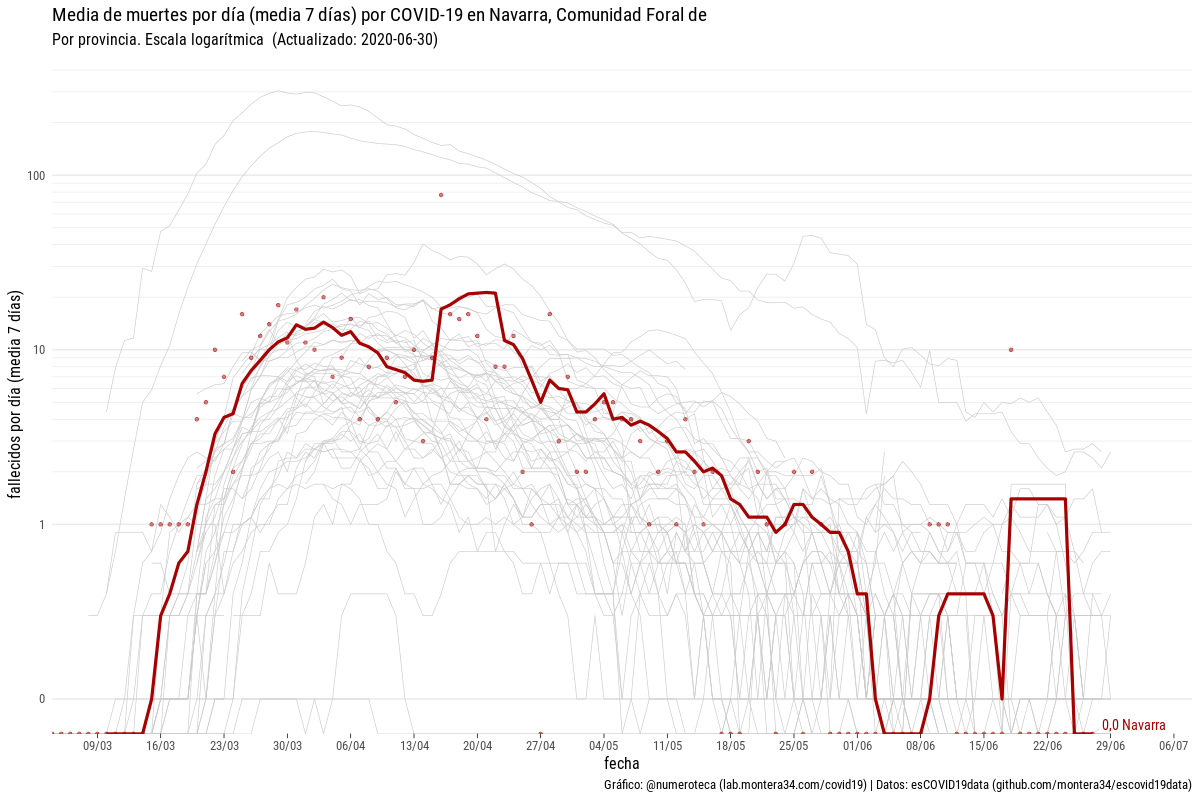 Media de muertes por día (media 7 días) por COVID-19 en Navarra, Comunidad Foral de
Por provincia. Escala logarítmica (Actualizado: 2020-06-30)
fallecidos por día (media 7 días)
100
10
1
0
0,0 Navarra
09/03 16/03 23/03 30/03 06/04 13/04 20/04 27/04 04/05 11/05 18/05 25/05 01/06 08/06 15/06 22/06 29/06 06/07
fecha
Gráfico: @numeroteca (lab.montera34.com/covid19) | Datos: esCOVID19data (github.com/montera34/escovid19data)